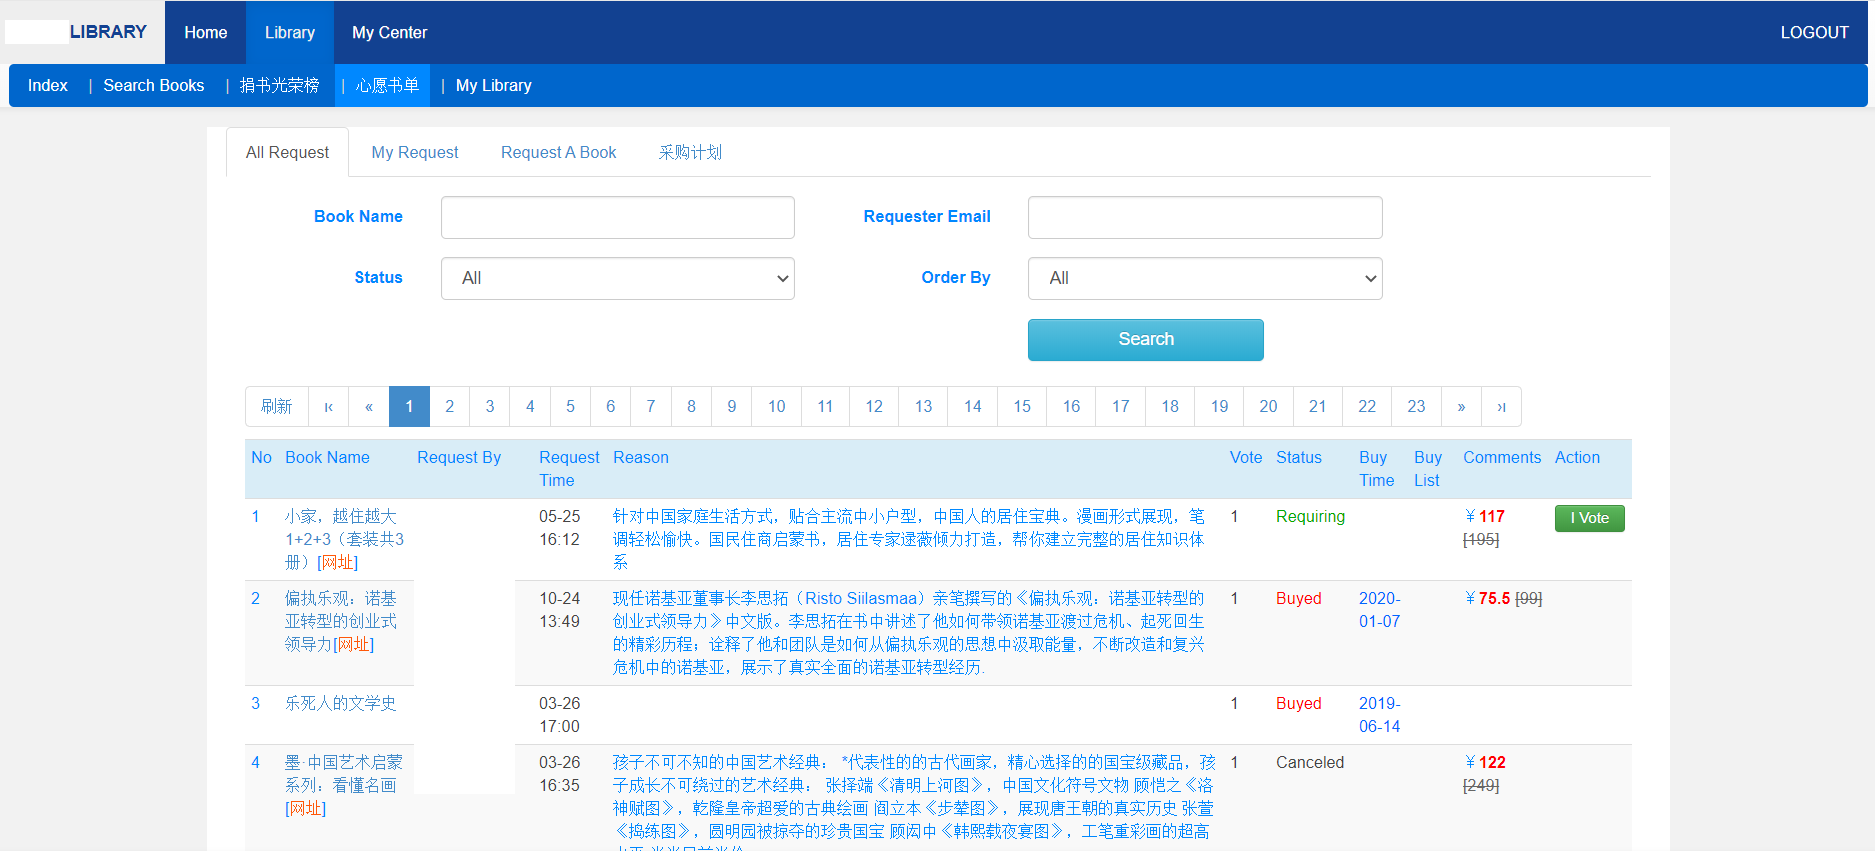 LIBRARY Home Library My Center LOGOUT
Index | Search Books | 捐书光荣榜 | 心愿书单 | My Library
All Request My Request Request A Book 采购计划
Book Name Requester Email
Status All Order By All
Search
刷新 ı‹ « 1 2 3 4 5 6 7 8 9 10 11 12 13 14 15 16 17 18 19 20 21 22 23 » ›ı
No Book Name Request By Request Reason Vote Status Buy Buy Comments Action
Time Time List
1 小家，越住越大 05-25 针对中国家庭生活方式，贴合主流中小户型，中国人的居住宝典。漫画形式展现，笔 1 Requiring ￥117 I Vote
1+2+3（套装共3 16:12 调轻松愉快。国民住商启蒙书，居住专家逯薇倾力打造，帮你建立完整的居住知识体 [195]
册）[网址] 系
2 偏执乐观：诺基 10-24 现任诺基亚董事长李思拓（Risto Siilasmaa）亲笔撰写的《偏执乐观：诺基亚转型的 1 Buyed 2020- ￥75.5 [99]
亚转型的创业式 13:49 创业式领导力》中文版。李思拓在书中讲述了他如何带领诺基亚渡过危机、起死回生 01-07
领导力[网址] 的精彩历程；诠释了他和团队是如何从偏执乐观的思想中汲取能量，不断改造和复兴
危机中的诺基亚，展示了真实全面的诺基亚转型经历.
3 乐死人的文学史 03-26 1 Buyed 2019-
17:00 06-14
4 墨·中国艺术启蒙 03-26 孩子不可不知的中国艺术经典： *代表性的的古代画家，精心选择的的国宝级藏品，孩 1 Canceled ￥122
系列：看懂名画 16:35 子成长不可绕过的艺术经典； 张择端《清明上河图》，中国文化符号文物 顾恺之《洛 [249]
[网址] 神赋图》，乾隆皇帝超爱的古典绘画 阎立本《步辇图》，展现唐王朝的真实历史 张萱
《捣练图》，圆明园被掠夺的珍贵国宝 顾闳中《韩熙载夜宴图》，工笔重彩画的超高